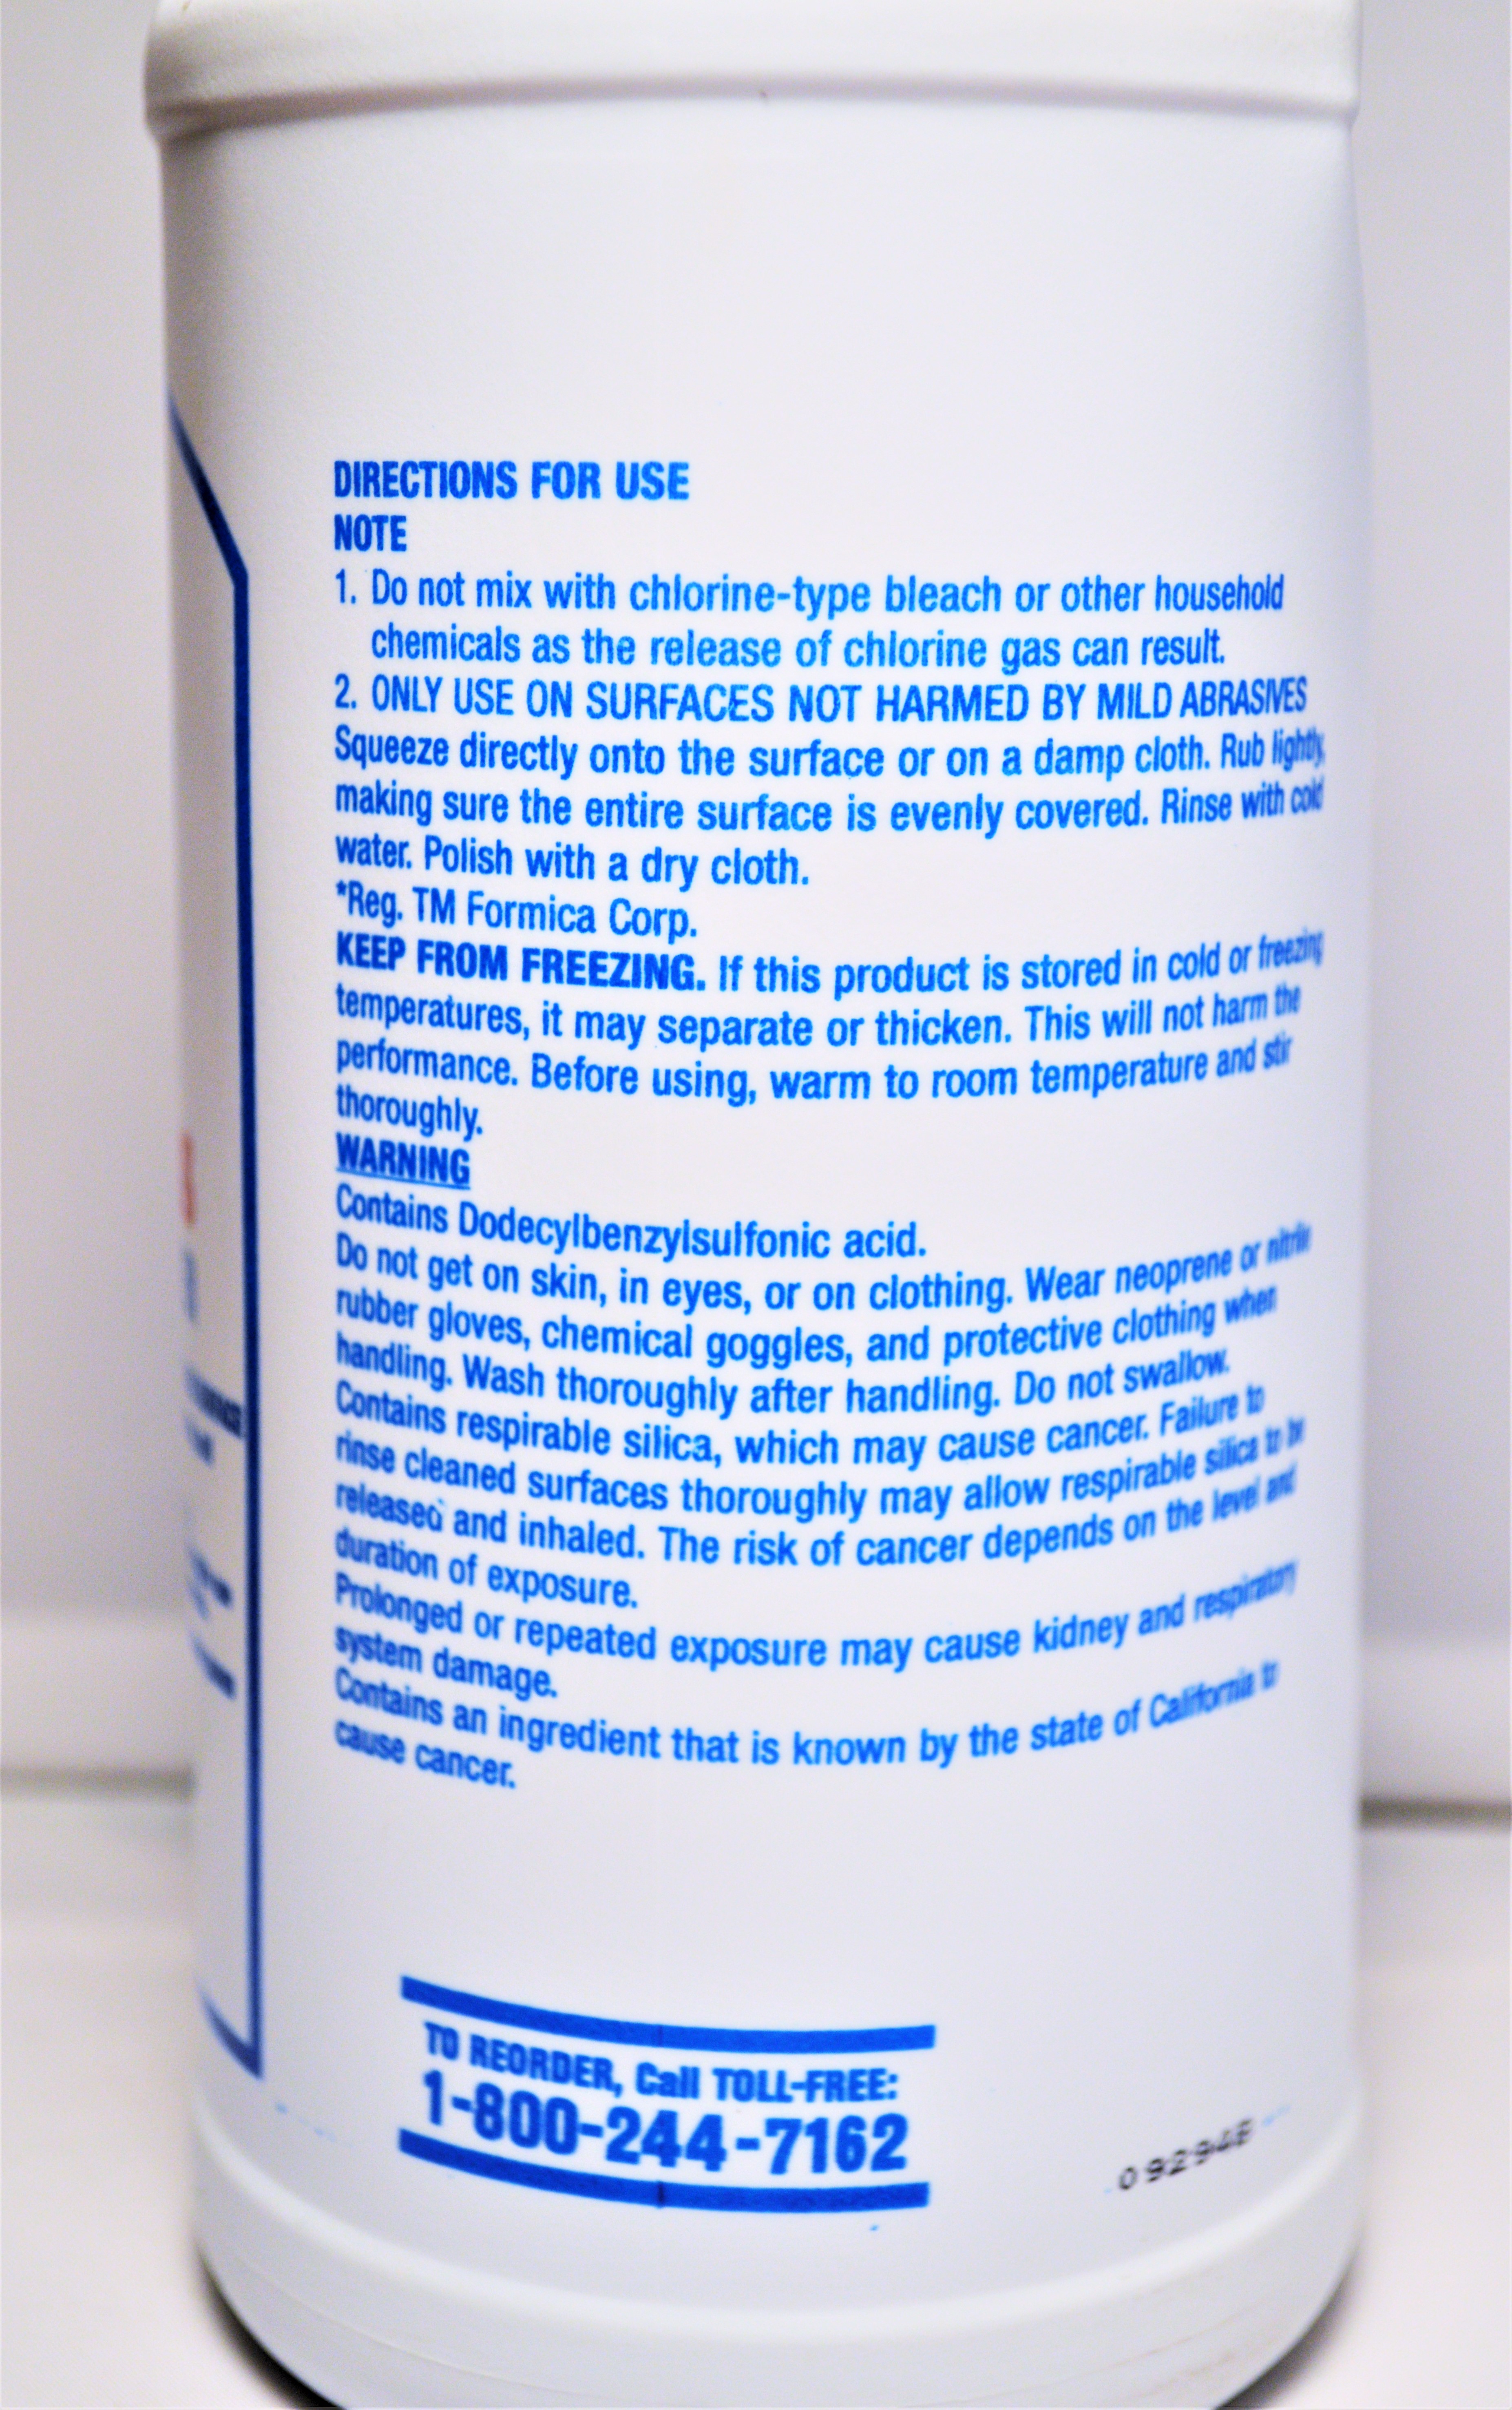 DIRECTIONS FOR USE
NOTE
1. Do not mix with chlorine-type bleach or other household
chemicals as the release of chlorine gas can result.
2. ONLY USE ON SURFACES NOT HARMED BY MILD ABRASIVES
Squeeze directly onto the surface or on a damp cloth. Rub lightly,
making sure the entire surface is evenly covered. Rinse with cold
water. Polish with a dry cloth.
*Reg. TM Formica Corp.
KEEP FROM FREEZING. If this product is stored in cold or freezing
temperatures, it may separate or thicken. This will not harm the
performance. Before using, warm to room temperature and stir
thoroughly.
WARNING
Contains Dodecylbenzylsulfonic acid.
Do not get on skin, in eyes, or on clothing. Wear neoprene or nitrile
rubber gloves, chemical goggles, and protective clothing when
handling. Wash thoroughly after handling. Do not swallow.
Contains respirable silica, which may cause cancer. Failure to
rinse cleaned surfaces thoroughly may allow respirable silica to be
released and inhaled. The risk of cancer depends on the level and
duration of exposure.
Prolonged or repeated exposure may cause kidney and respiratory
system damage.
Contains an ingredient that is known by the state of California to
cause cancer.
TO REORDER, Call TOLL-FREE:
1-800-244-7162